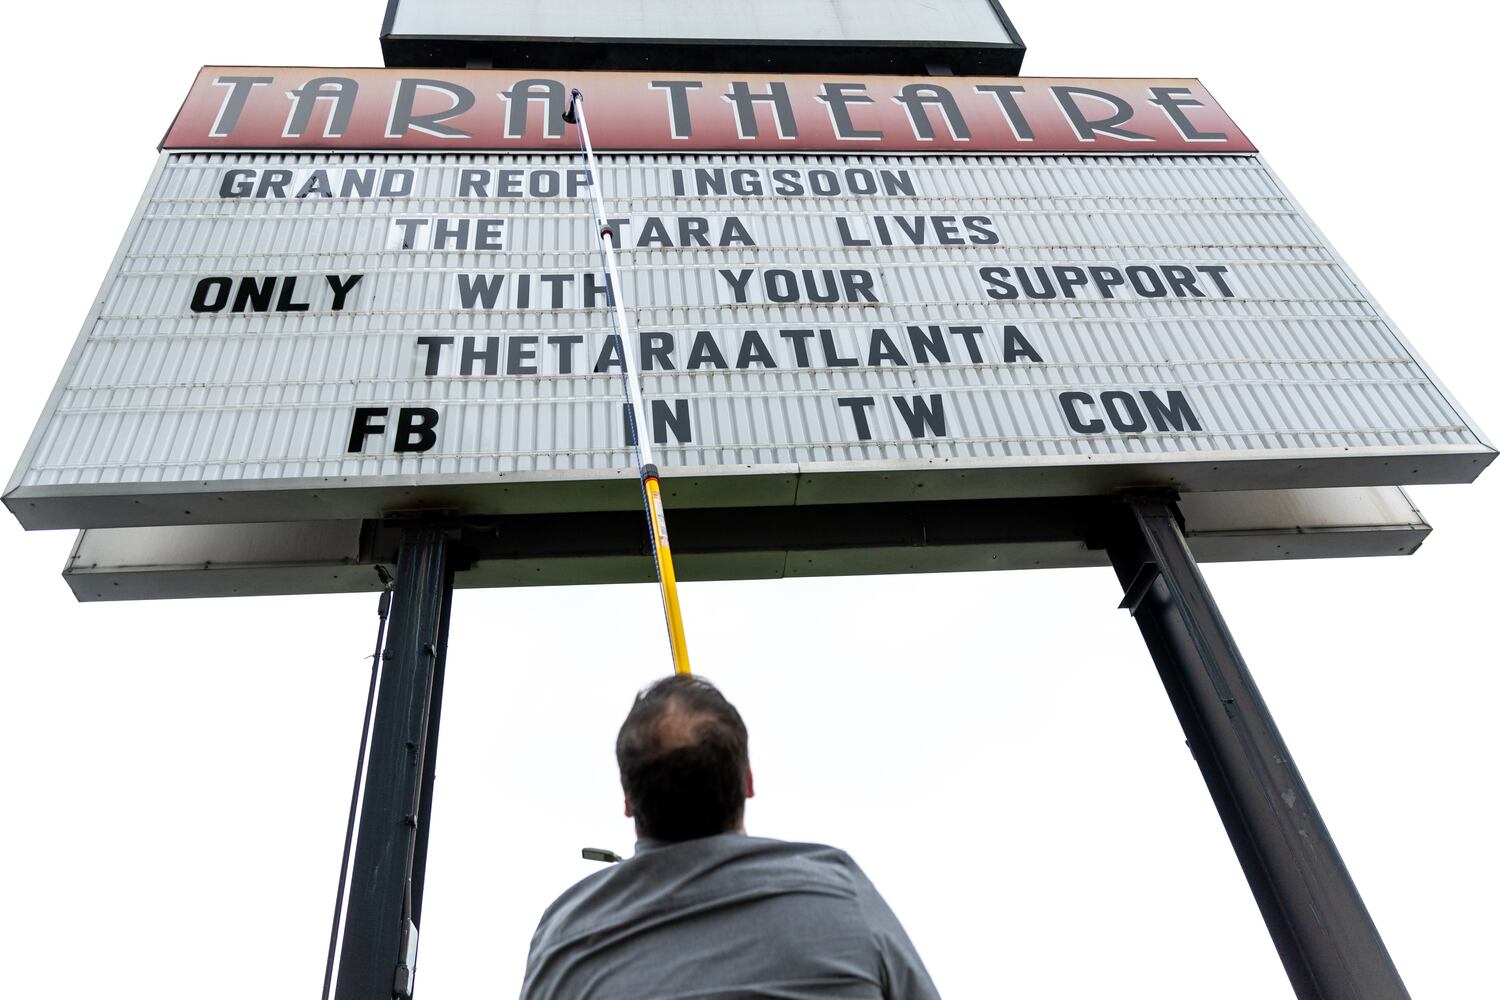 TARA THEATRE
GRAND REOP INGSOON
THE TARA LIVES
ONLY WITH YOUR SUPPORT
THETARAATLANTA
FB IN TW COM